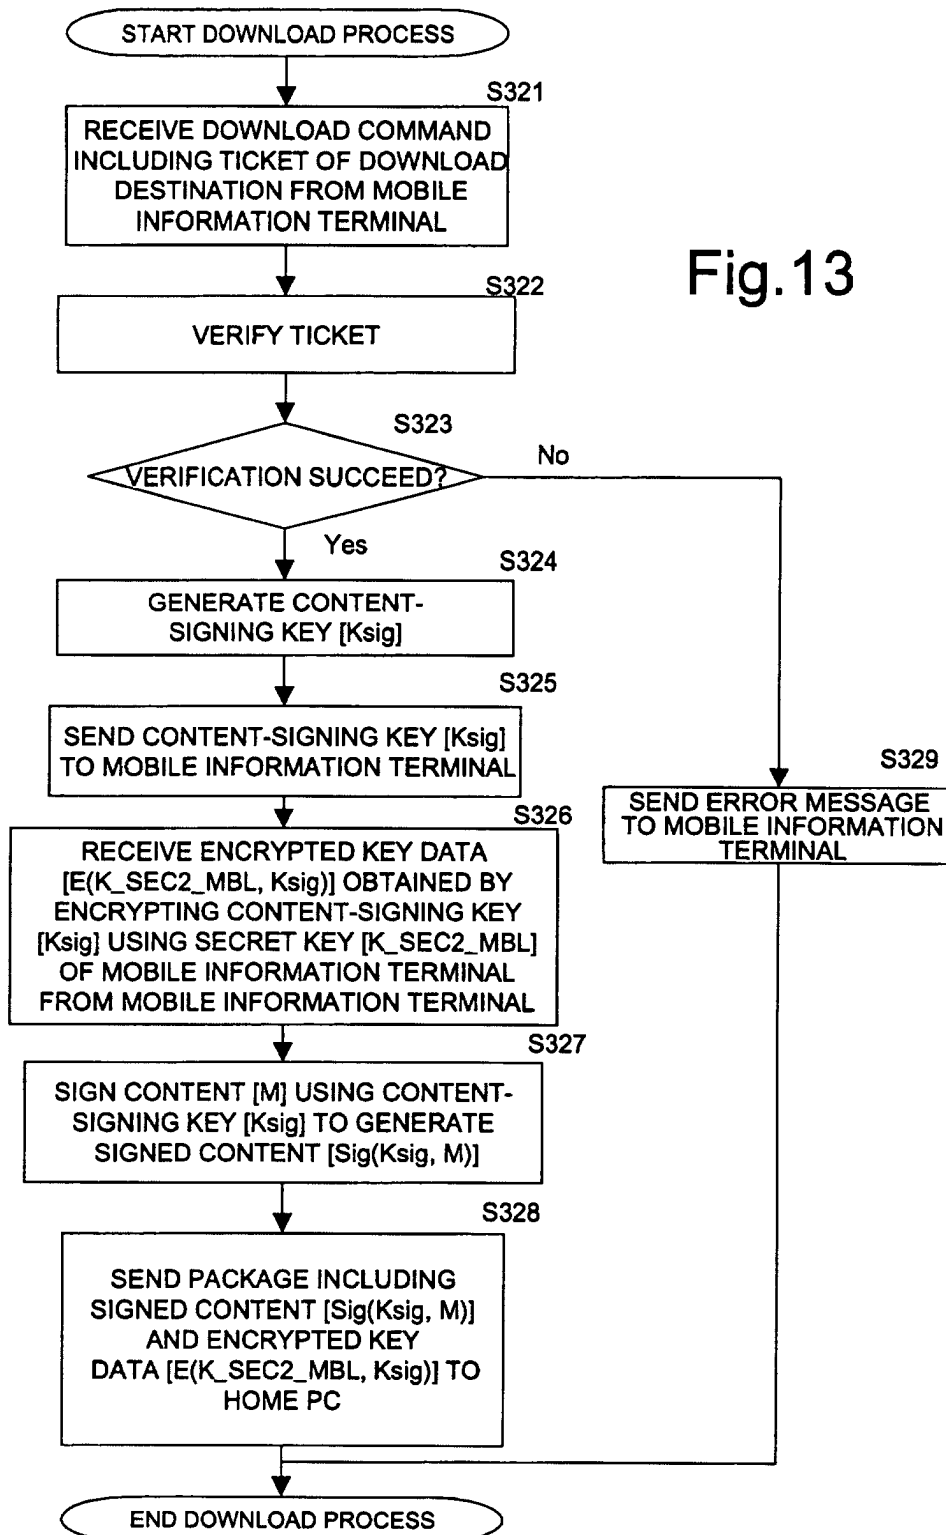 START DOWNLOAD PROCESS
S321
RECEIVE DOWNLOAD COMMAND
INCLUDING TICKET OF DOWNLOAD
DESTINATION FROM MOBILE
INFORMATION TERMINAL
Fig.13
S322
VERIFY TICKET
S323
VERIFICATION SUCCEED?
No
Yes
S324
GENERATE CONTENT-
SIGNING KEY [Ksig]
S325
SEND CONTENT-SIGNING KEY [Ksig]
TO MOBILE INFORMATION TERMINAL
S329
SEND ERROR MESSAGE
TO MOBILE INFORMATION
TERMINAL
S326
RECEIVE ENCRYPTED KEY DATA
[E(K_SEC2_MBL, Ksig)] OBTAINED BY
ENCRYPTING CONTENT-SIGNING KEY
[Ksig] USING SECRET KEY [K_SEC2_MBL]
OF MOBILE INFORMATION TERMINAL
FROM MOBILE INFORMATION TERMINAL
S327
SIGN CONTENT [M] USING CONTENT-
SIGNING KEY [Ksig] TO GENERATE
SIGNED CONTENT [Sig(Ksig, M)]
S328
SEND PACKAGE INCLUDING
SIGNED CONTENT [Sig(Ksig, M)]
AND ENCRYPTED KEY
DATA [E(K_SEC2_MBL, Ksig)] TO
HOME PC
END DOWNLOAD PROCESS